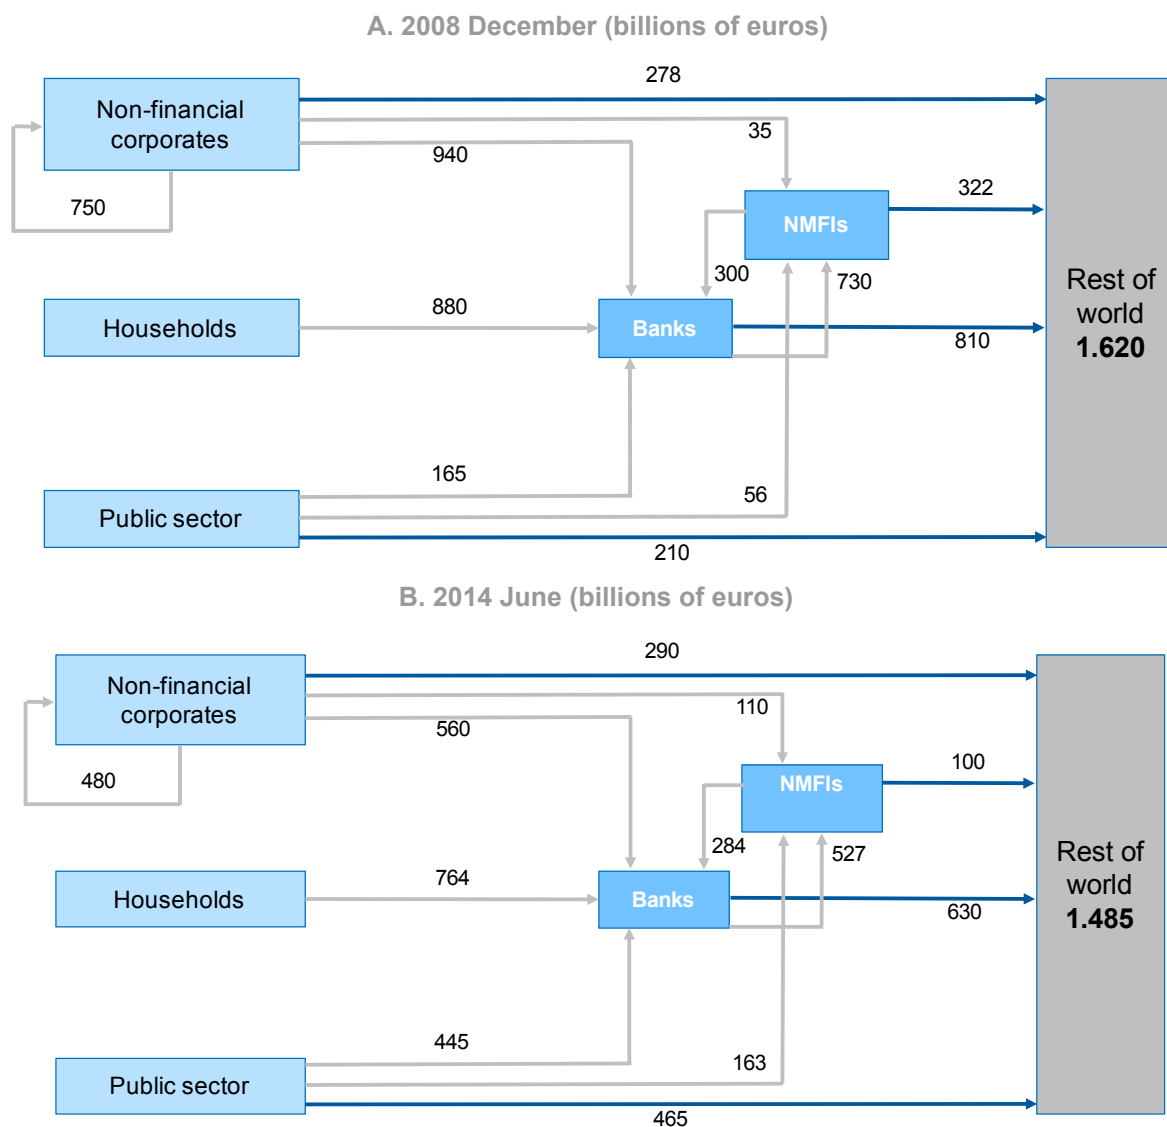 A. 2008 December (billions of euros)
278
Non-financial
corporates
35
940
750
322
NMFIs
300
730
Rest of
world
1.620
880
Households
Banks
810
165
56
Public sector
210
B. 2014 June (billions of euros)
290
Non-financial
corporates
110
560
480
100
NMFIs
284
527
Rest of
world
1.485
764
Households
Banks
630
445
163
Public sector
465